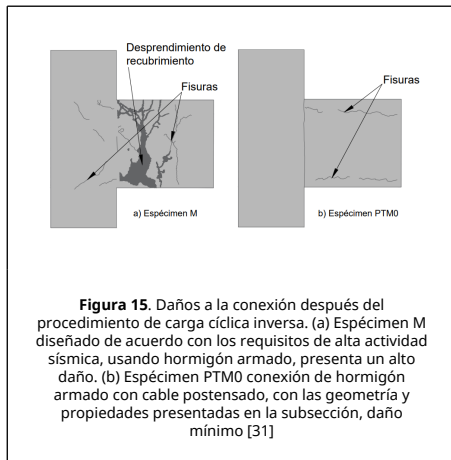 Desprendimiento de
recubrimiento
Fisuras
Fisuras
a) Espécimen M
b) Espécimen PTM0
Figura 15. Daños a la conexión después del
procedimiento de carga cíclica inversa. (a) Espécimen M
diseñado de acuerdo con los requisitos de alta actividad
sísmica, usando hormigón armado, presenta un alto
daño. (b) Espécimen PTM0 conexión de hormigón
armado con cable postensado, con las geometría y
propiedades presentadas en la subsección, daño
mínimo [31]